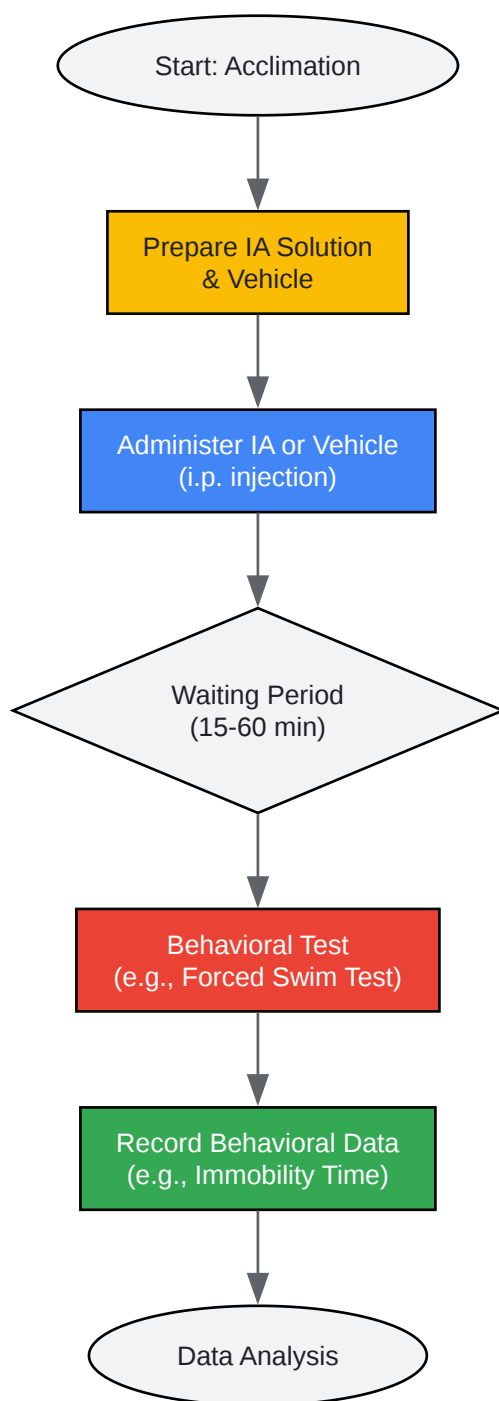 Start: Acclimation
Prepare IA Solution
& Vehicle
Administer IA or Vehicle
(i.p. injection)
Waiting Period
(15-60 min)
Behavioral Test
(e.g., Forced Swim Test)
Record Behavioral Data
(e.g., Immobility Time)
Data Analysis